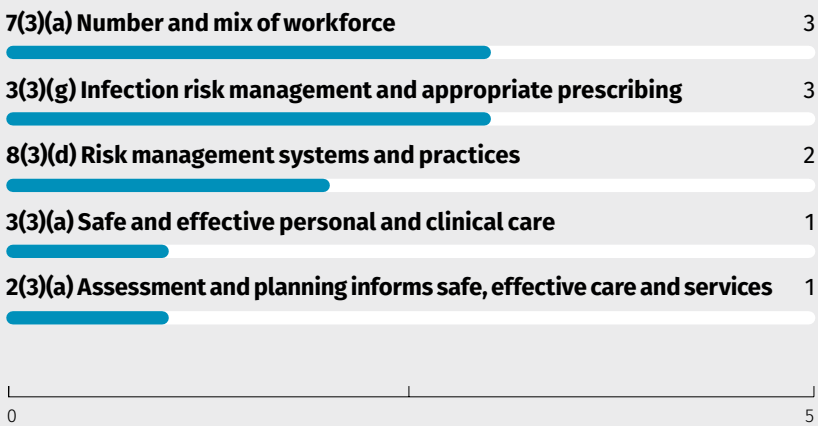 7(3)(a) Number and mix of workforce 3
3(3)(g) Infection risk management and appropriate prescribing 3
8(3)(d) Risk management systems and practices 2
3(3)(a) Safe and effective personal and clinical care 1
2(3)(a) Assessment and planning informs safe, effective care and services 1
0 5